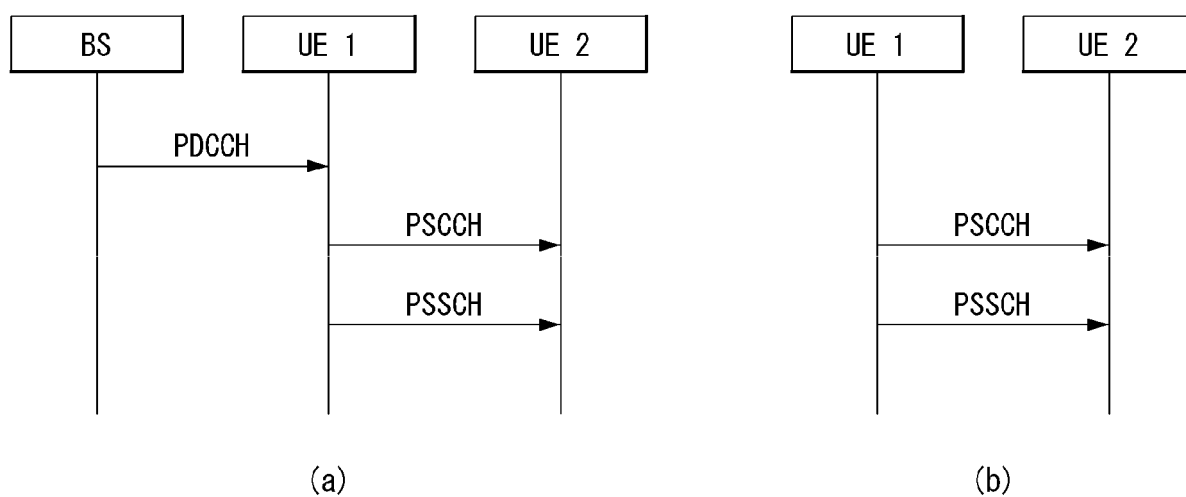 BS UE 1 UE 2 UE 1 UE 2
PDCCH
PSCCH PSCCH
PSSCH PSSCH
(a) (b)